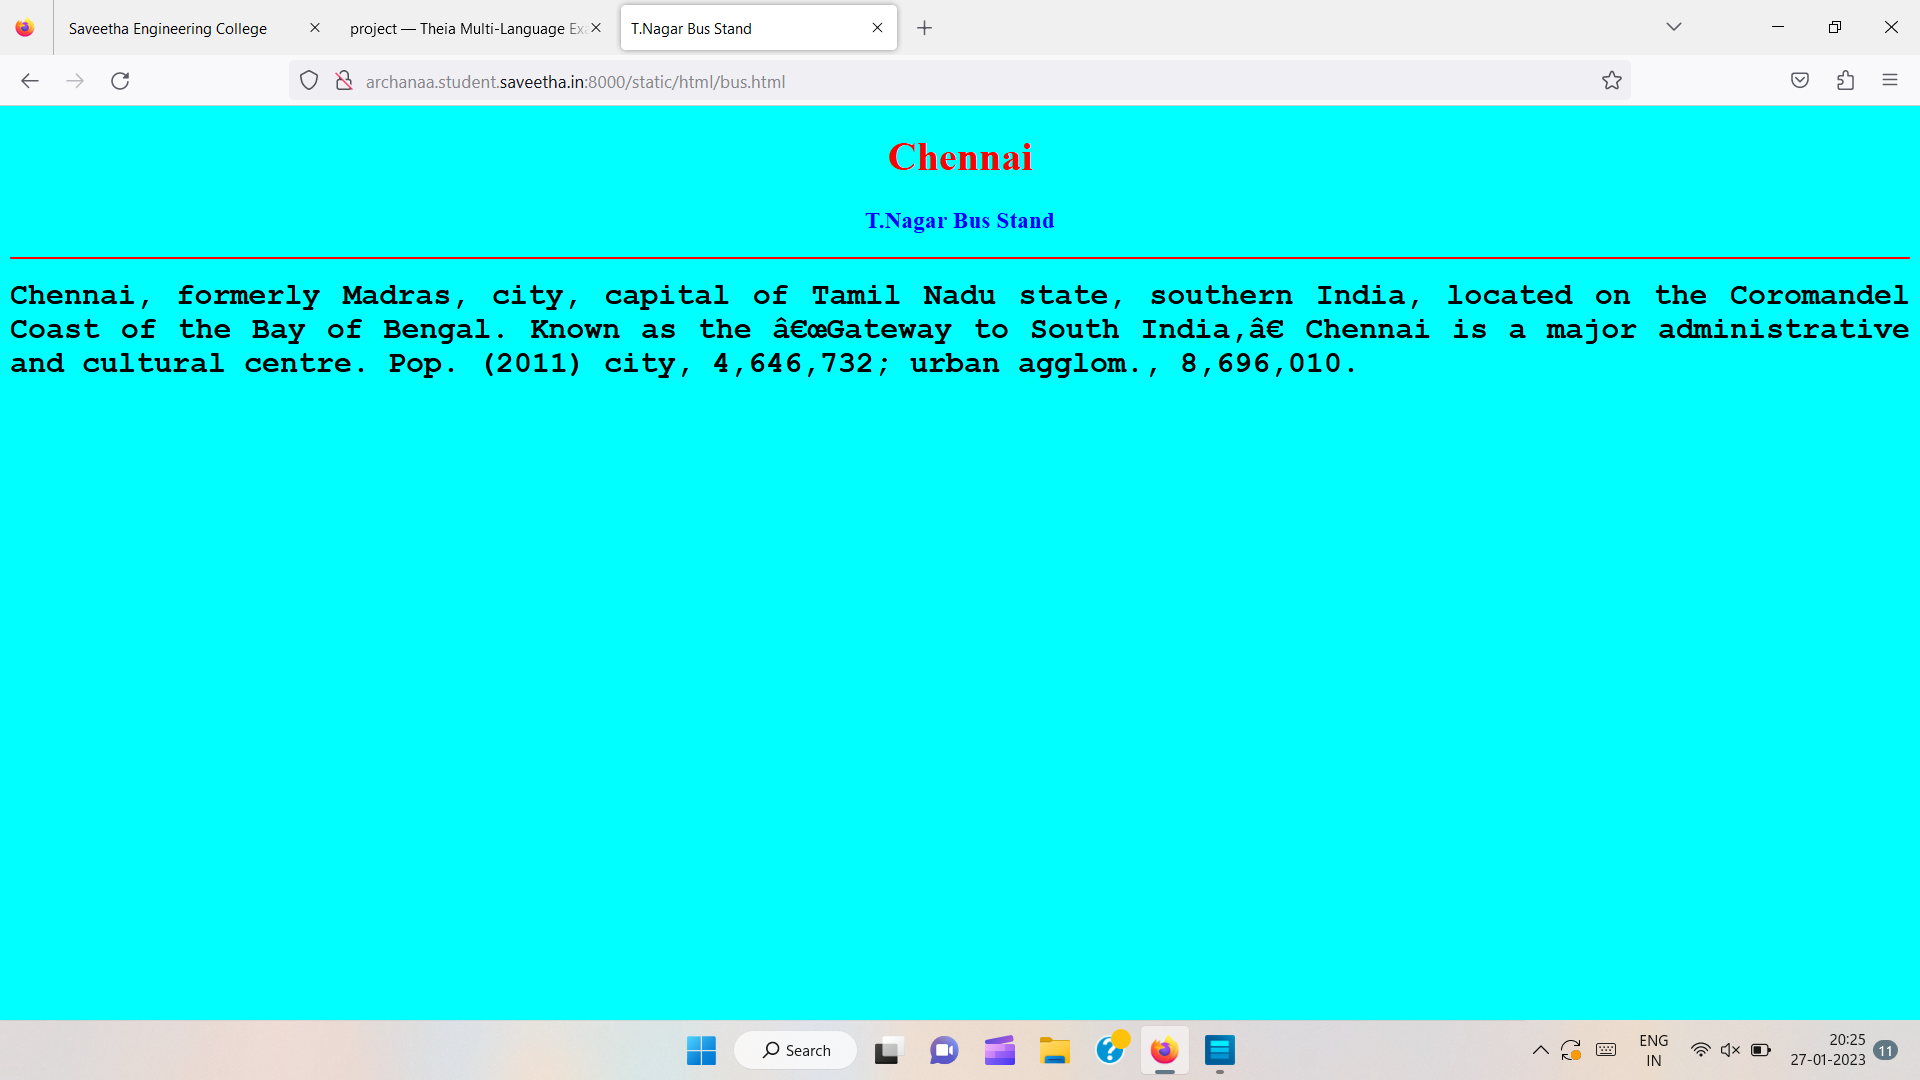 Saveetha Engineering College
project — Theia Multi-Language Exa
T.Nagar Bus Stand
archanaa.student.saveetha.in:8000/static/html/bus.html
Chennai
T.Nagar Bus Stand
Chennai, formerly Madras, city, capital of Tamil Nadu state, southern India, located on the Coromandel
Coast of the Bay of Bengal. Known as the â€œGateway to South India,â€ Chennai is a major administrative
and cultural centre. Pop. (2011) city, 4,646,732; urban agglom., 8,696,010.
Search
ENG
IN
20:25
27-01-2023
11